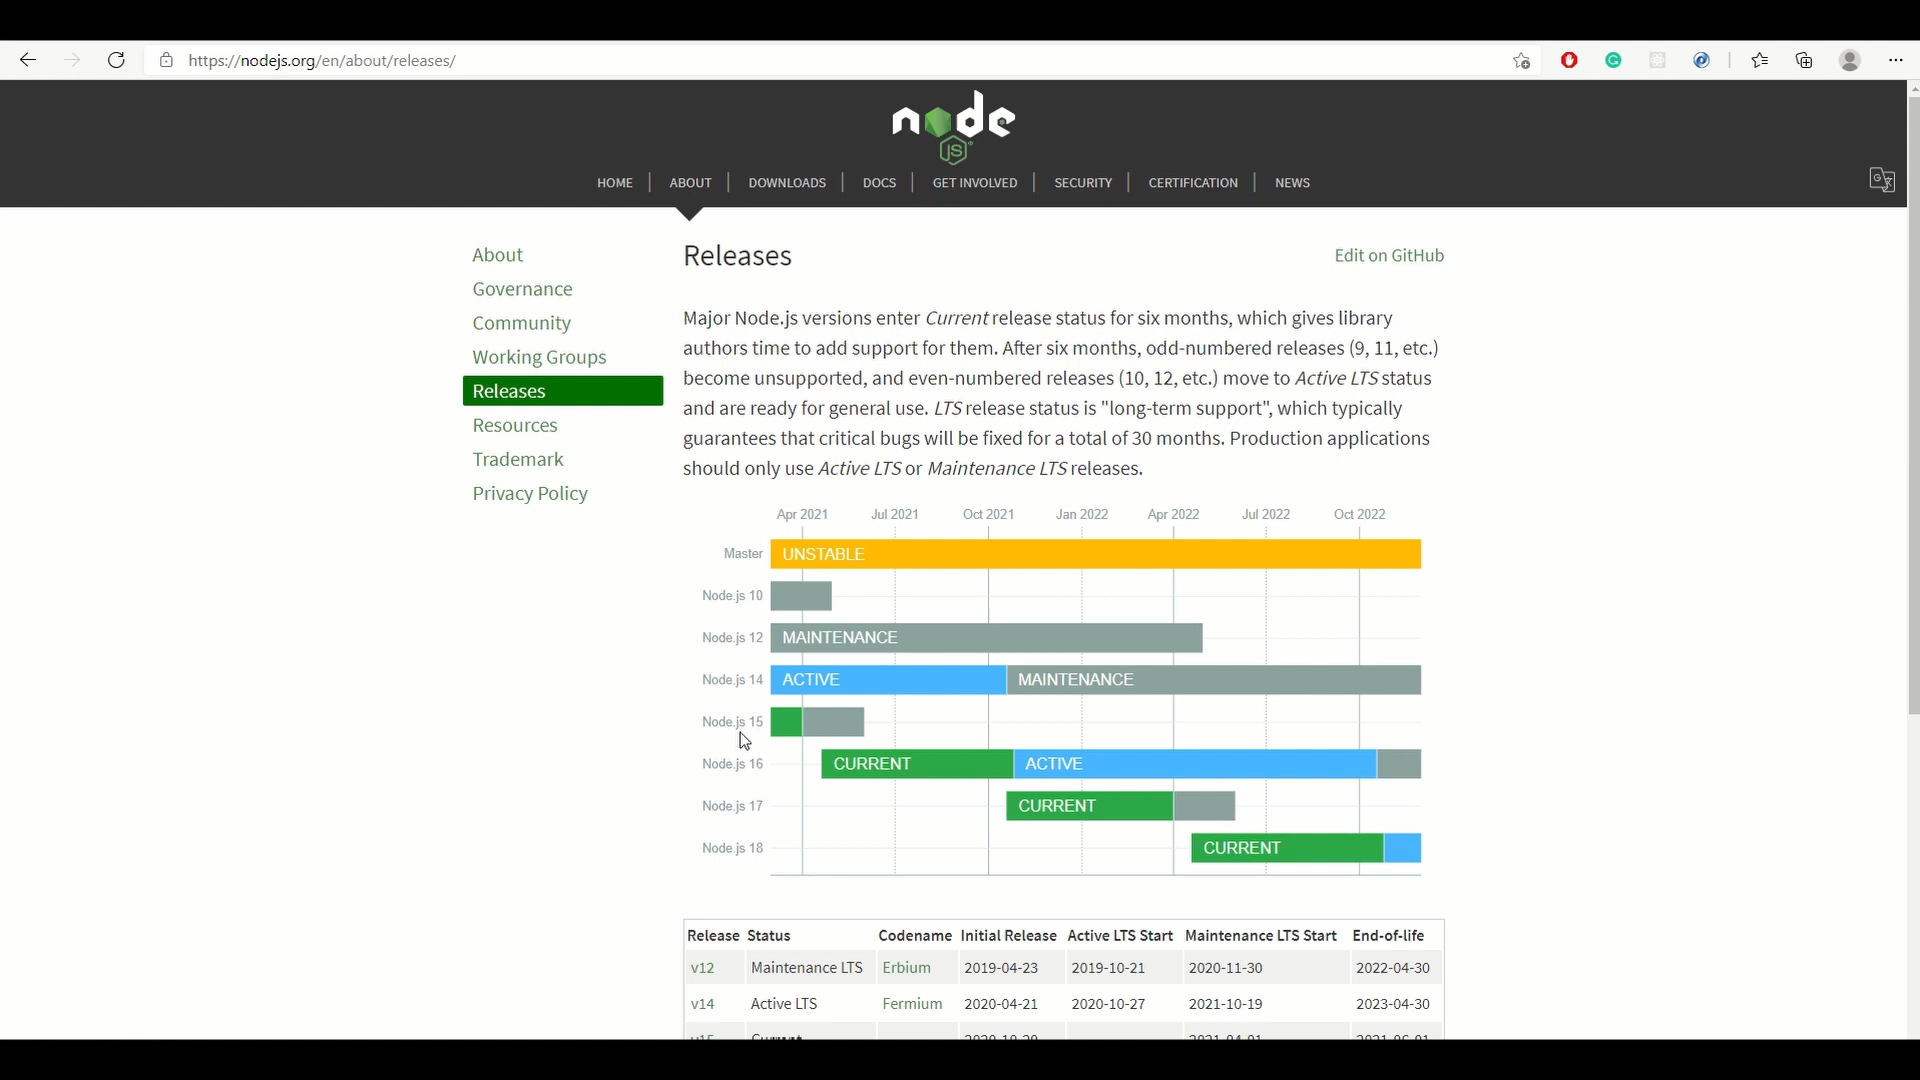 https://nodejs.org/en/about/releases/
node
JS
HOME ABOUT DOWNLOADS DOCS GET INVOLVED SECURITY CERTIFICATION NEWS
About
Governance
Community
Working Groups
Releases
Resources
Trademark
Privacy Policy
Releases
Edit on GitHub
Major Node.js versions enter Current release status for six months, which gives library
authors time to add support for them. After six months, odd-numbered releases (9, 11, etc.)
become unsupported, and even-numbered releases (10, 12, etc.) move to Active LTS status
and are ready for general use. LTS release status is "long-term support", which typically
guarantees that critical bugs will be fixed for a total of 30 months. Production applications
should only use Active LTS or Maintenance LTS releases.
Apr 2021 Jul 2021 Oct 2021 Jan 2022 Apr 2022 Jul 2022 Oct 2022
Master UNSTABLE
Node.js 10
Node.js 12 MAINTENANCE
Node.js 14 ACTIVE MAINTENANCE
Node.js 15
Node.js 16 CURRENT ACTIVE
Node.js 17 CURRENT
Node.js 18 CURRENT
Release Status Codename Initial Release Active LTS Start Maintenance LTS Start End-of-life
v12 Maintenance LTS Erbium 2019-04-23 2019-10-21 2020-11-30 2022-04-30
v14 Active LTS Fermium 2020-04-21 2020-10-27 2021-10-19 2023-04-30